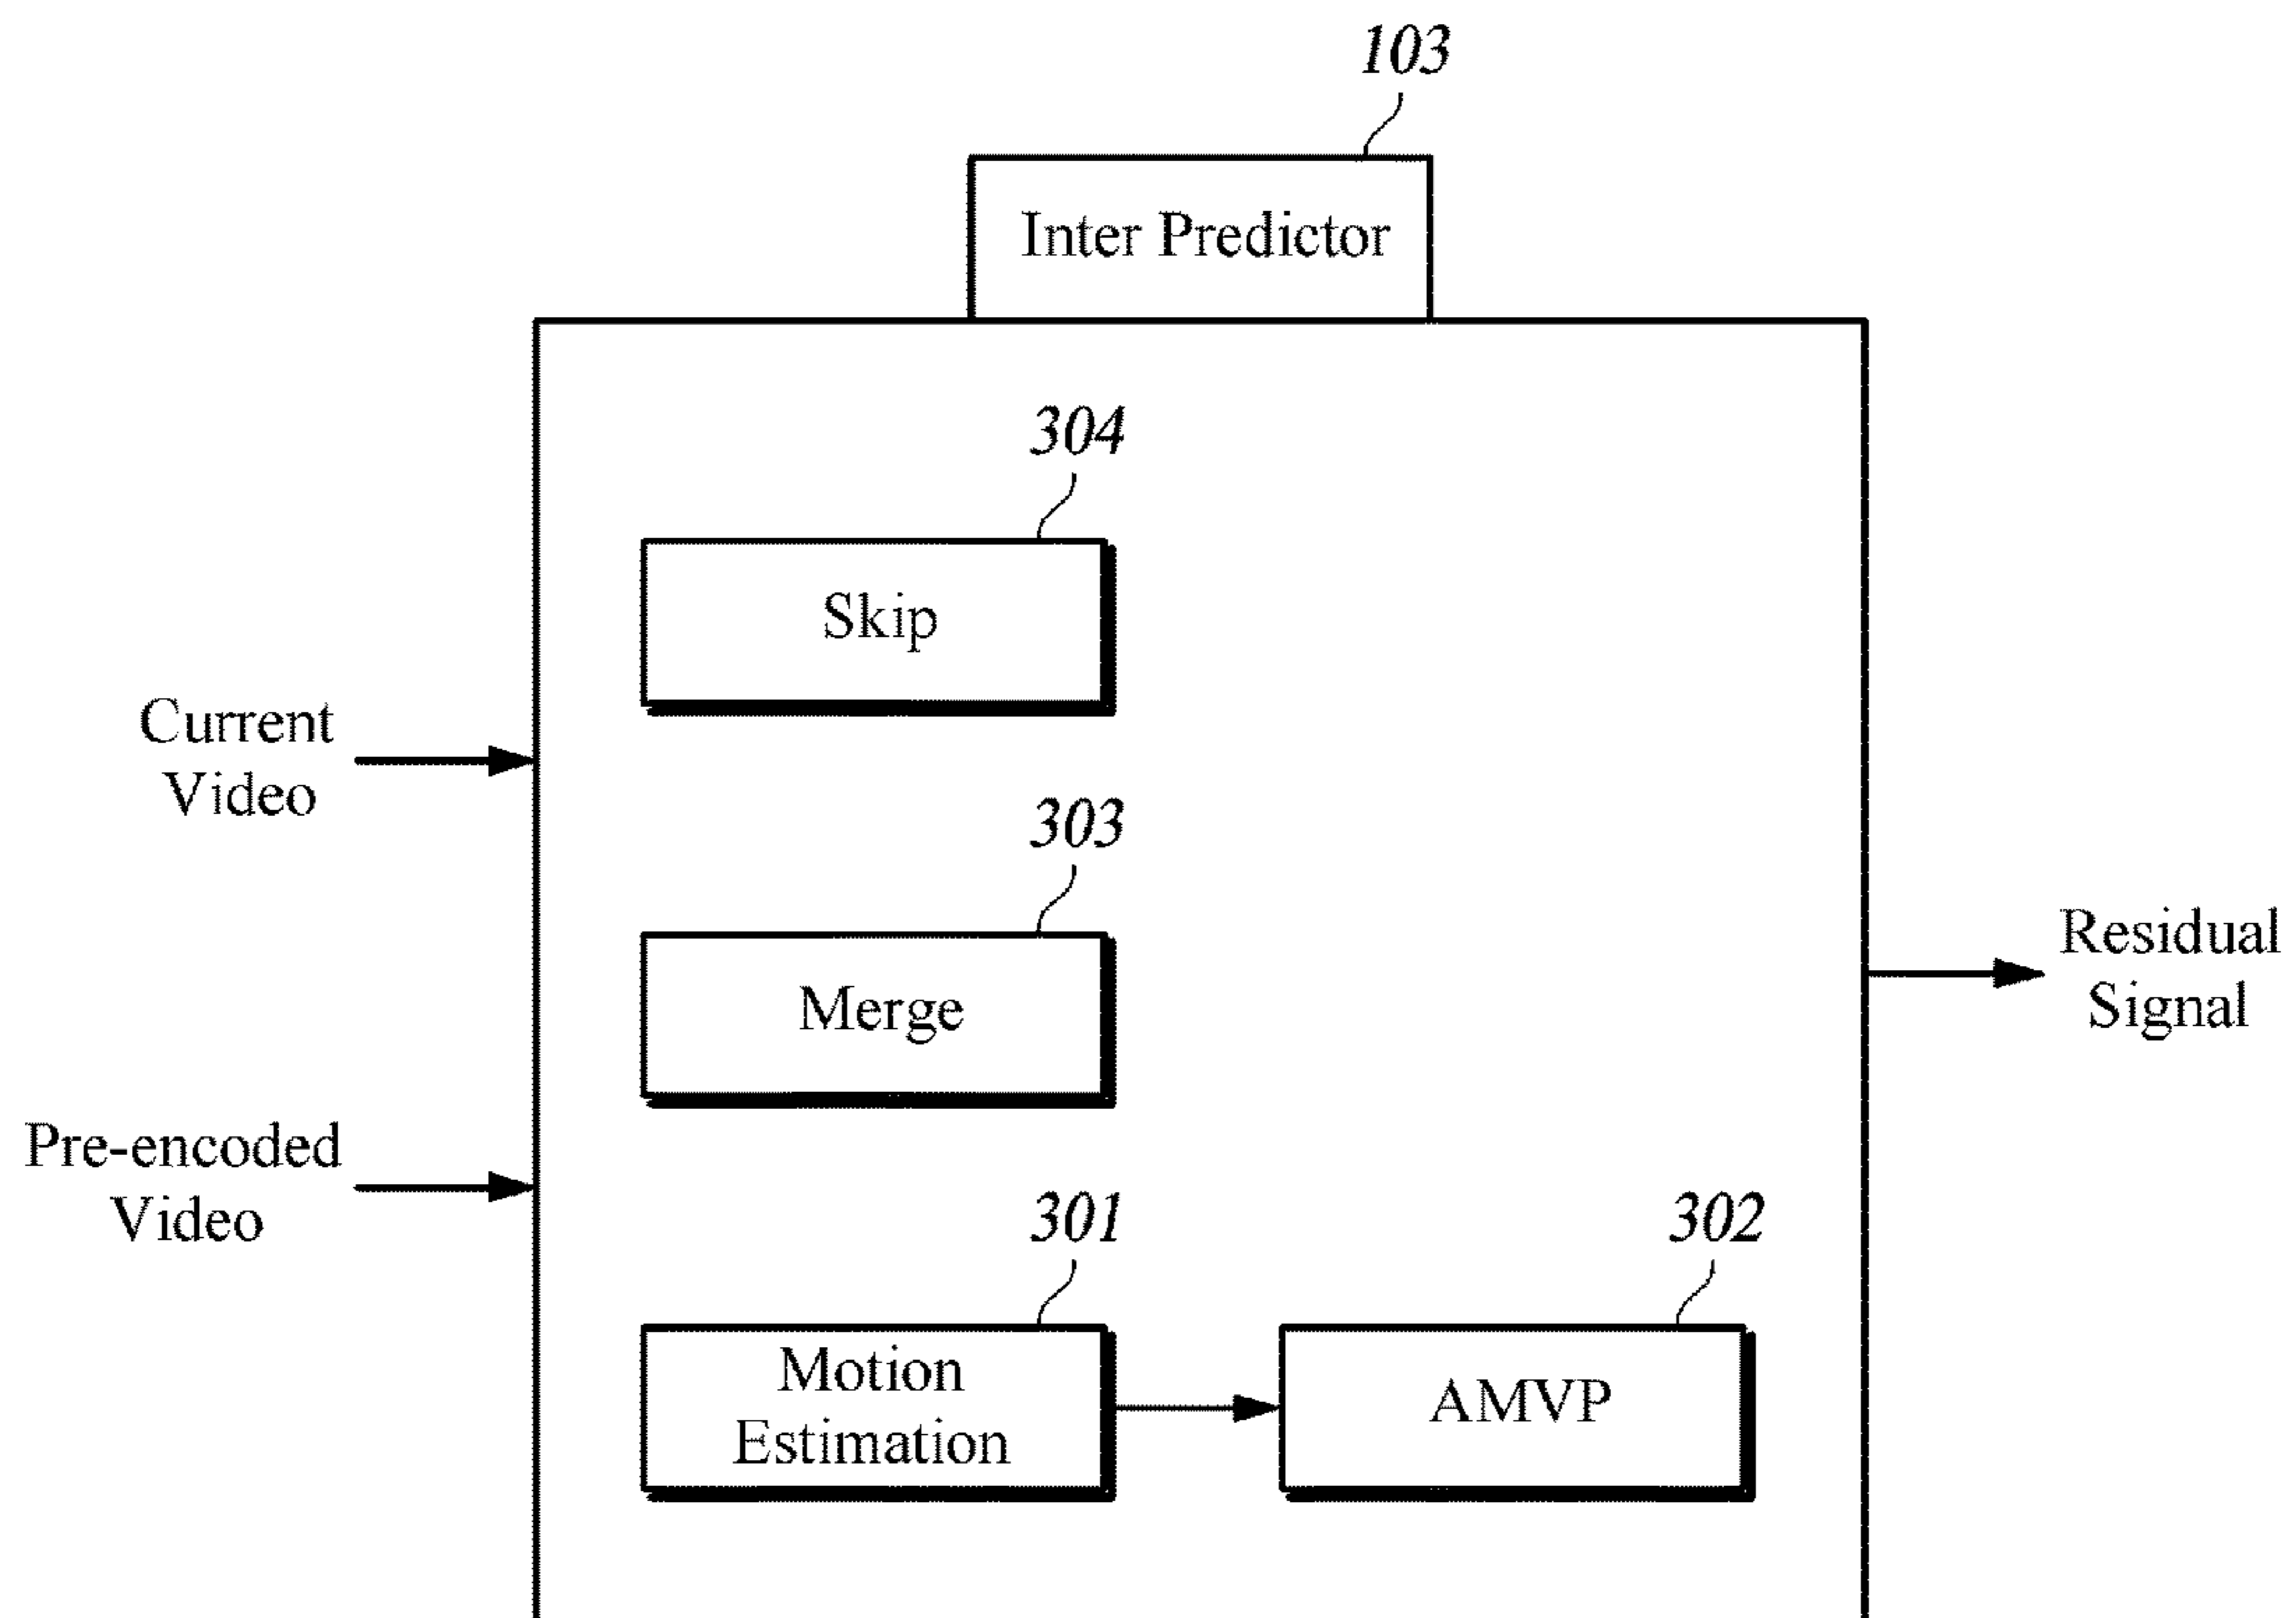 103
Inter Predictor
304
Skip
Current
Video
303
Merge
Residual
Signal
Pre-encoded
Video
301
302
Motion
Estimation
AMVP